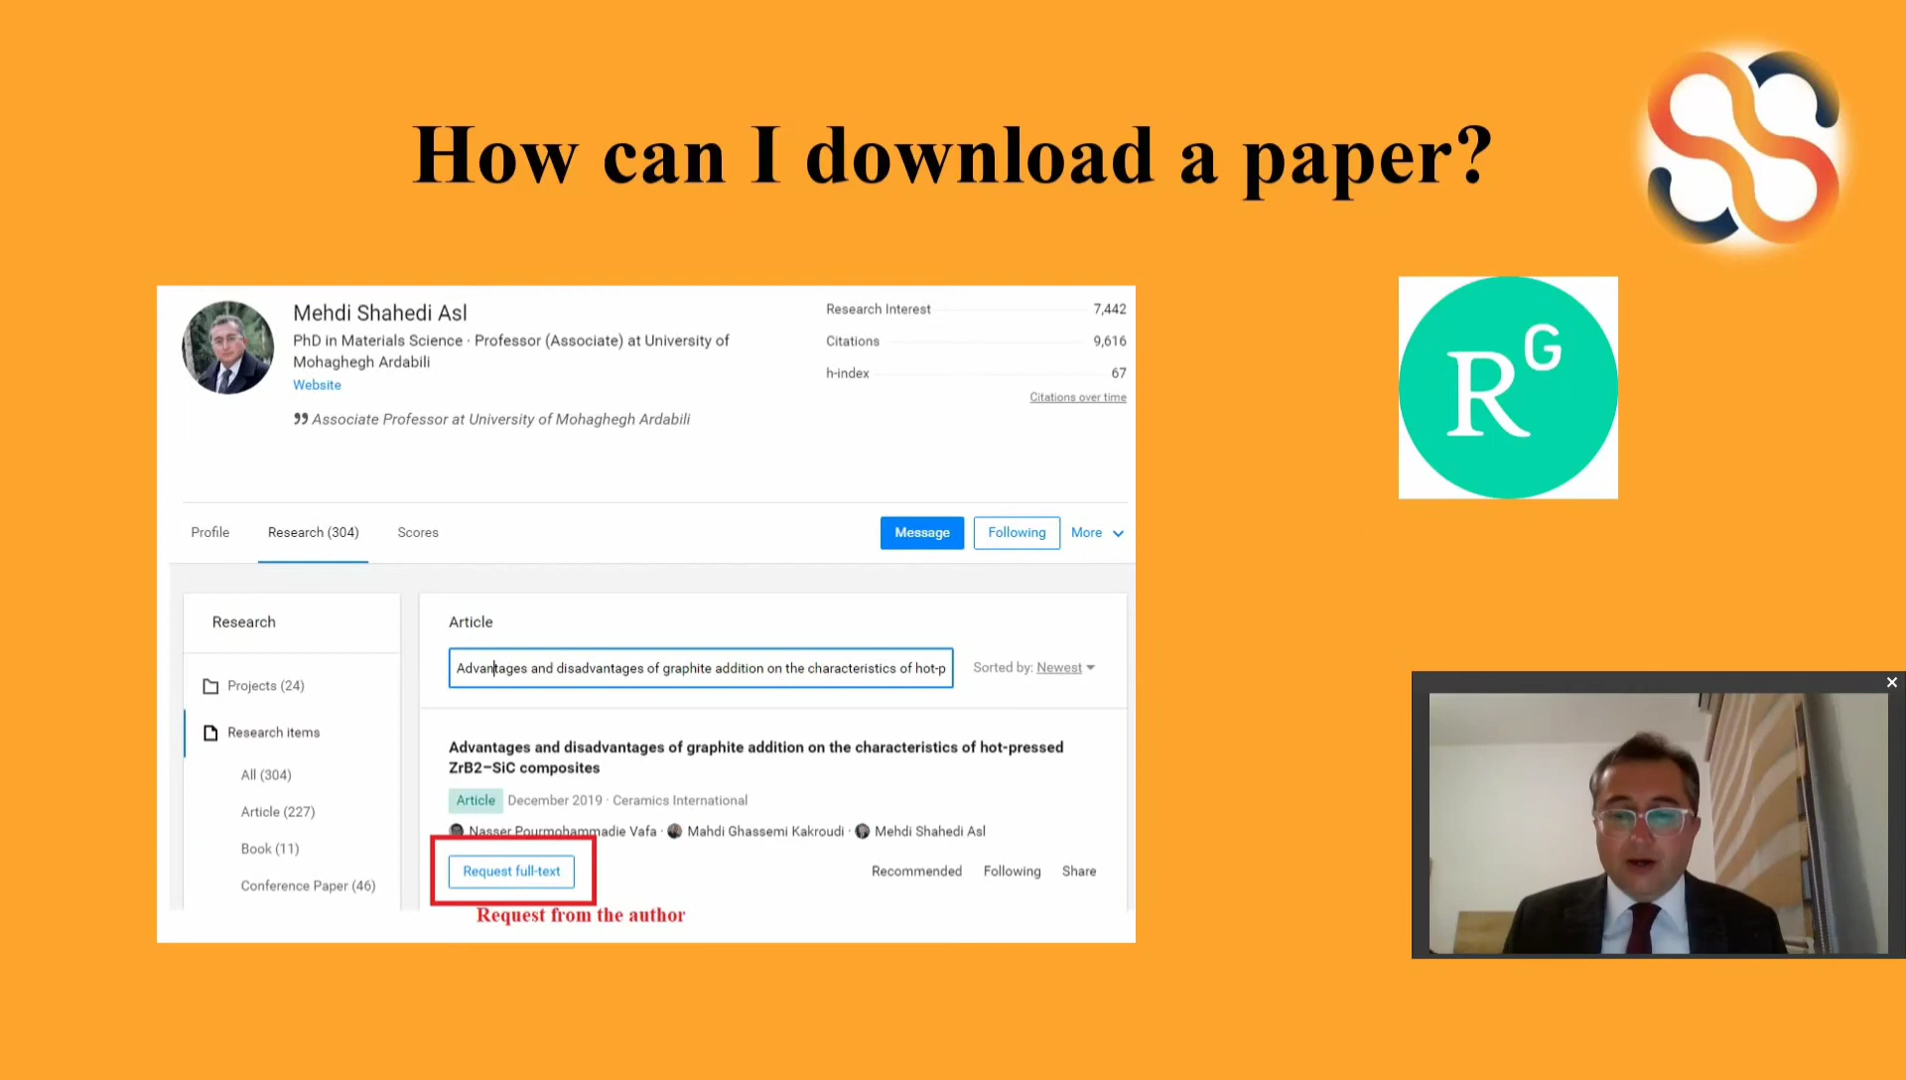 How can I download a paper?
Mehdi Shahedi Asl
PhD in Materials Science · Professor (Associate) at University of
Mohaghegh Ardabili
Website
Associate Professor at University of Mohaghegh Ardabili
Research Interest 7,442
Citations 9,616
h-index 67
Citations over time
RG
Profile Research (304) Scores Message Following More
Research
Projects (24)
Research items
All (304)
Article (227)
Book (11)
Conference Paper (46)
Article
Advantages and disadvantages of graphite addition on the characteristics of hot-p
Sorted by: Newest
Advantages and disadvantages of graphite addition on the characteristics of hot-pressed
ZrB2–SiC composites
Article December 2019 · Ceramics International
Nasser Pourmohammadie Vafa · Mahdi Ghassemi Kakroudi · Mehdi Shahedi Asl
Request full-text Recommended Following Share
Request from the author